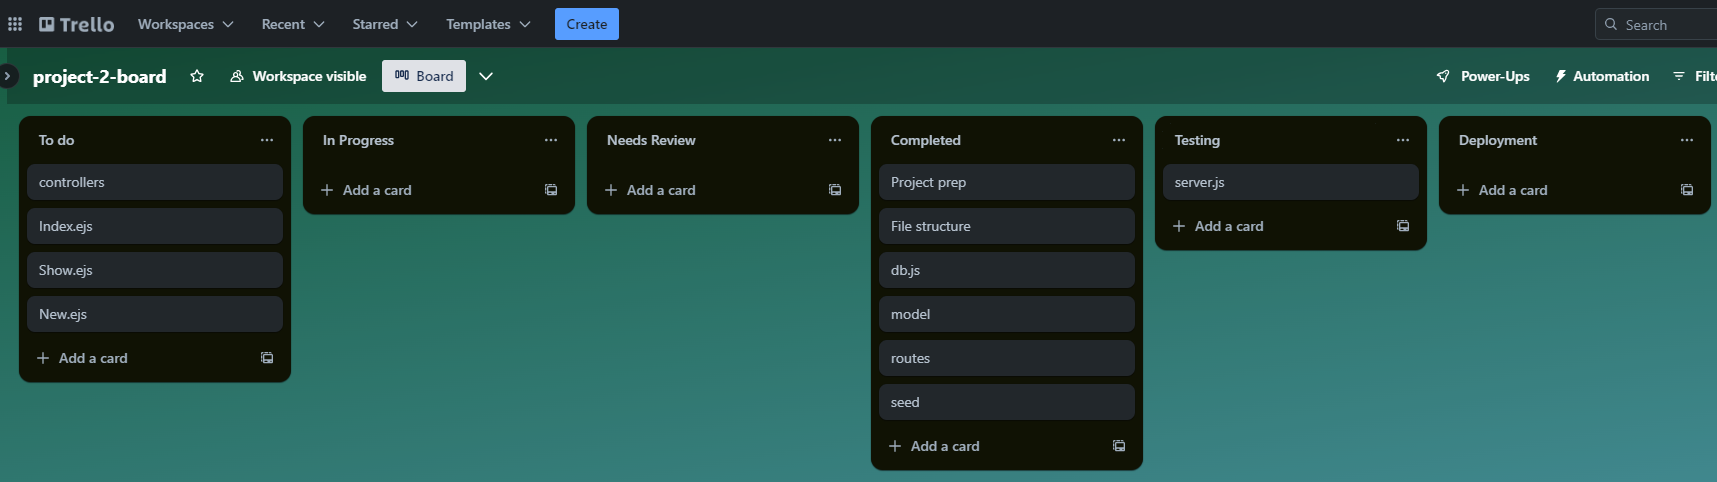 Trello Workspaces Recent Starred Templates Create Search
project-2-board Workspace visible Board Power-Ups Automation
To do
controllers
Index.ejs
Show.ejs
New.ejs
Add a card
In Progress
Add a card
Needs Review
Add a card
Completed
Project prep
File structure
db.js
model
routes
seed
Add a card
Testing
server.js
Add a card
Deployment
Add a card